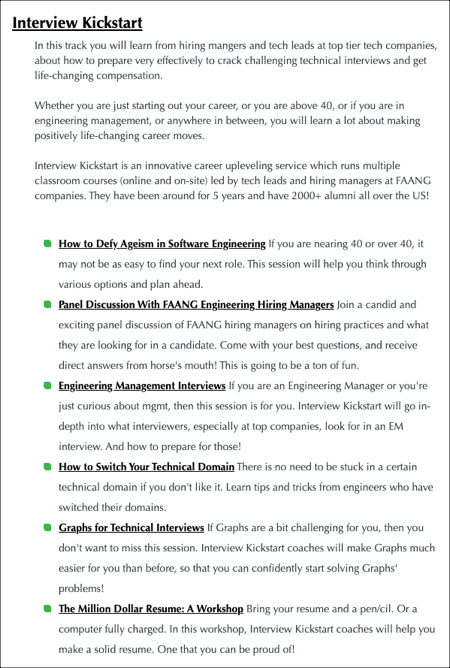 Interview Kickstart
In this track you will learn from hiring mangers and tech leads at top tier tech companies,
about how to prepare very effectively to crack challenging technical interviews and get
life-changing compensation.
Whether you are just starting out your career, or you are above 40, or if you are in
engineering management, or anywhere in between, you will learn a lot about making
positively life-changing career moves.
Interview Kickstart is an innovative career upleveling service which runs multiple
classroom courses (online and on-site) led by tech leads and hiring managers at FAANG
companies. They have been around for 5 years and have 2000+ alumni all over the US!
How to Defy Ageism in Software Engineering If you are nearing 40 or over 40, it
may not be as easy to find your next role. This session will help you think through
various options and plan ahead.
Panel Discussion With FAANG Engineering Hiring Managers Join a candid and
exciting panel discussion of FAANG hiring managers on hiring practices and what
they are looking for in a candidate. Come with your best questions, and receive
direct answers from horse's mouth! This is going to be a ton of fun.
Engineering Management Interviews If you are an Engineering Manager or you're
just curious about mgmt, then this session is for you. Interview Kickstart will go in-
depth into what interviewers, especially at top companies, look for in an EM
interview. And how to prepare for those!
How to Switch Your Technical Domain There is no need to be stuck in a certain
technical domain if you don't like it. Learn tips and tricks from engineers who have
switched their domains.
Graphs for Technical Interviews If Graphs are a bit challenging for you, then you
don't want to miss this session. Interview Kickstart coaches will make Graphs much
easier for you than before, so that you can confidently start solving Graphs'
problems!
The Million Dollar Resume: A Workshop Bring your resume and a pen/cil. Or a
computer fully charged. In this workshop, Interview Kickstart coaches will help you
make a solid resume. One that you can be proud of!